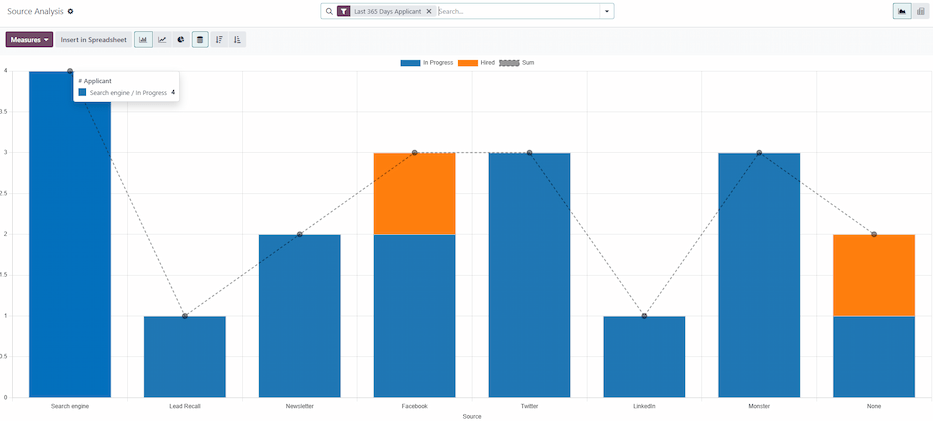 Source Analysis
Last 365 Days Applicant × Search...
Measures Insert in Spreadsheet
In Progress Hired Sum
# Applicant
Search engine / In Progress 4
4
3.5
3
2.5
2
1.5
1
0.5
0
Search engine Lead Recall Newsletter Facebook Twitter LinkedIn Monster None
Source